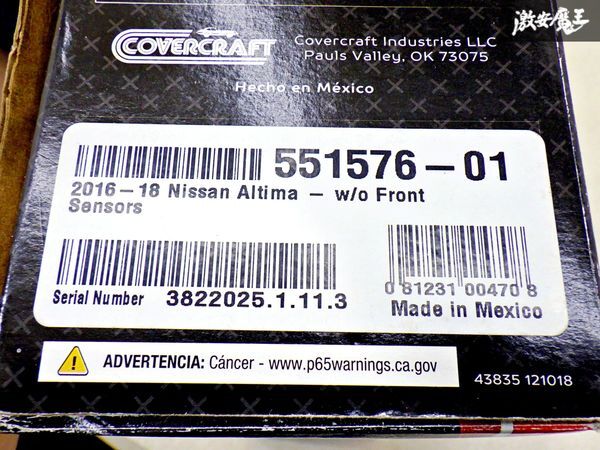 激安魔王
COVERCRAFT
Covercraft Industries LLC
Pauls Valley, OK 73075
Hecho en México
551576-01
2016-18 Nissan Altima - w/o Front
Sensors
Serial Number 3822025.1.11.3
0 81231 00470 8
Made in Mexico
ADVERTENCIA: Cáncer - www.p65warnings.ca.gov
43835 121018